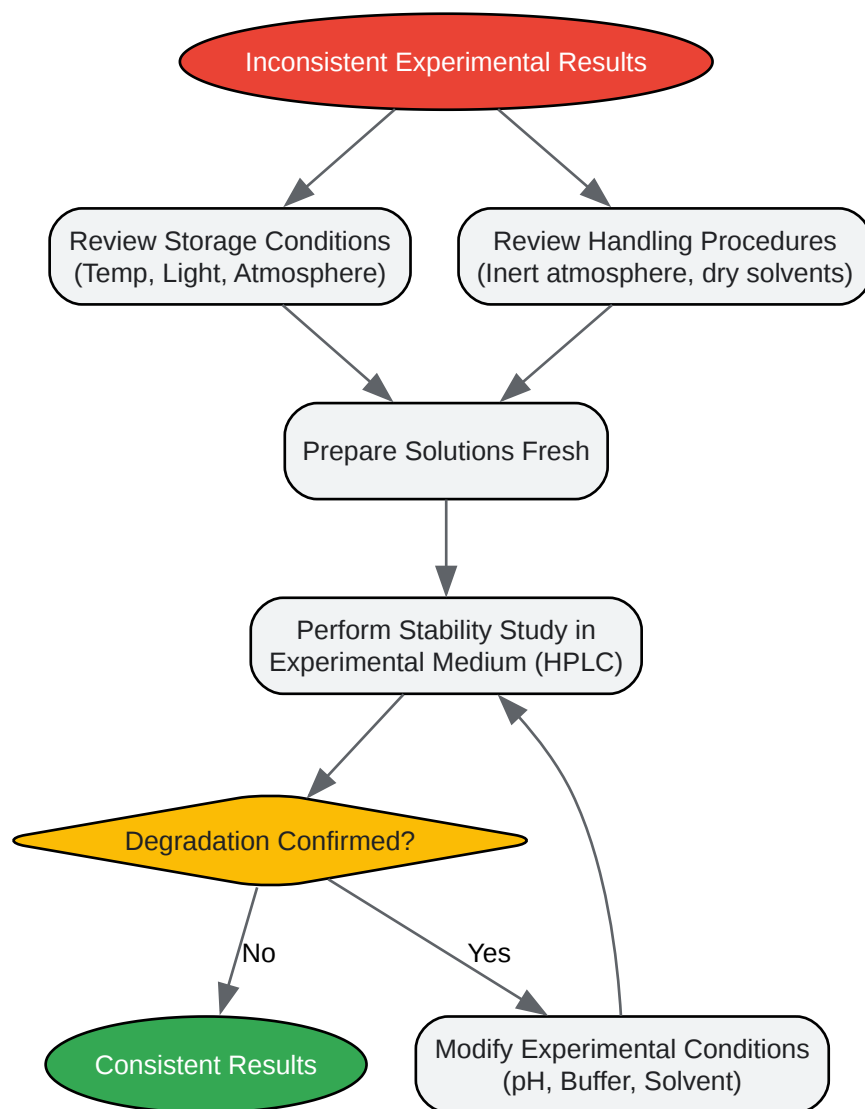 Inconsistent Experimental Results
Review Storage Conditions
(Temp, Light, Atmosphere)
Review Handling Procedures
(Inert atmosphere, dry solvents)
Prepare Solutions Fresh
Perform Stability Study in
Experimental Medium (HPLC)
Degradation Confirmed?
No
Yes
Consistent Results
Modify Experimental Conditions
(pH, Buffer, Solvent)